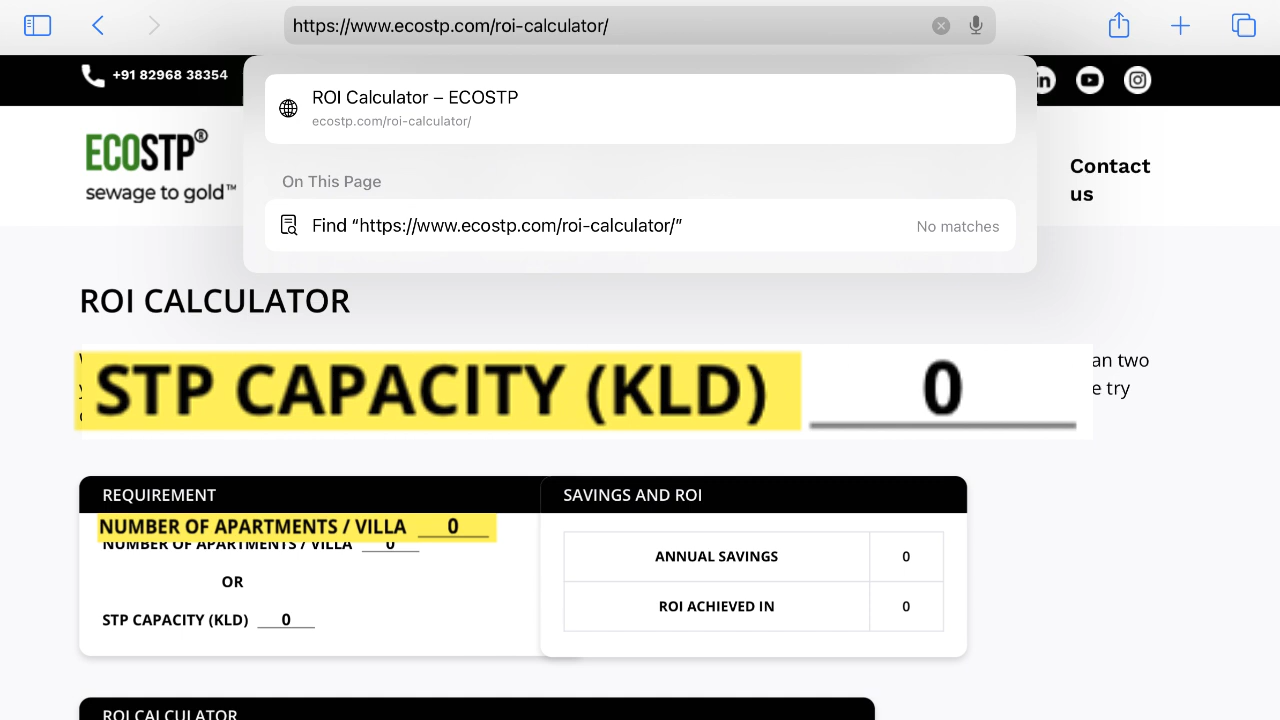 https://www.ecostp.com/roi-calculator/
+91 82968 38354
in
ROI Calculator – ECOSTP
ecostp.com/roi-calculator/
On This Page
Find “https://www.ecostp.com/roi-calculator/”
No matches
ECOSTP®
sewage to gold™
Contact
us
ROI CALCULATOR
an two
e try
STP CAPACITY (KLD) 0
REQUIREMENT
NUMBER OF APARTMENTS / VILLA 0
NUMBER OF APARTMENTS / VILLA 0
OR
STP CAPACITY (KLD) 0
SAVINGS AND ROI
ANNUAL SAVINGS 0
ROI ACHIEVED IN 0
ROI CALCULATOR